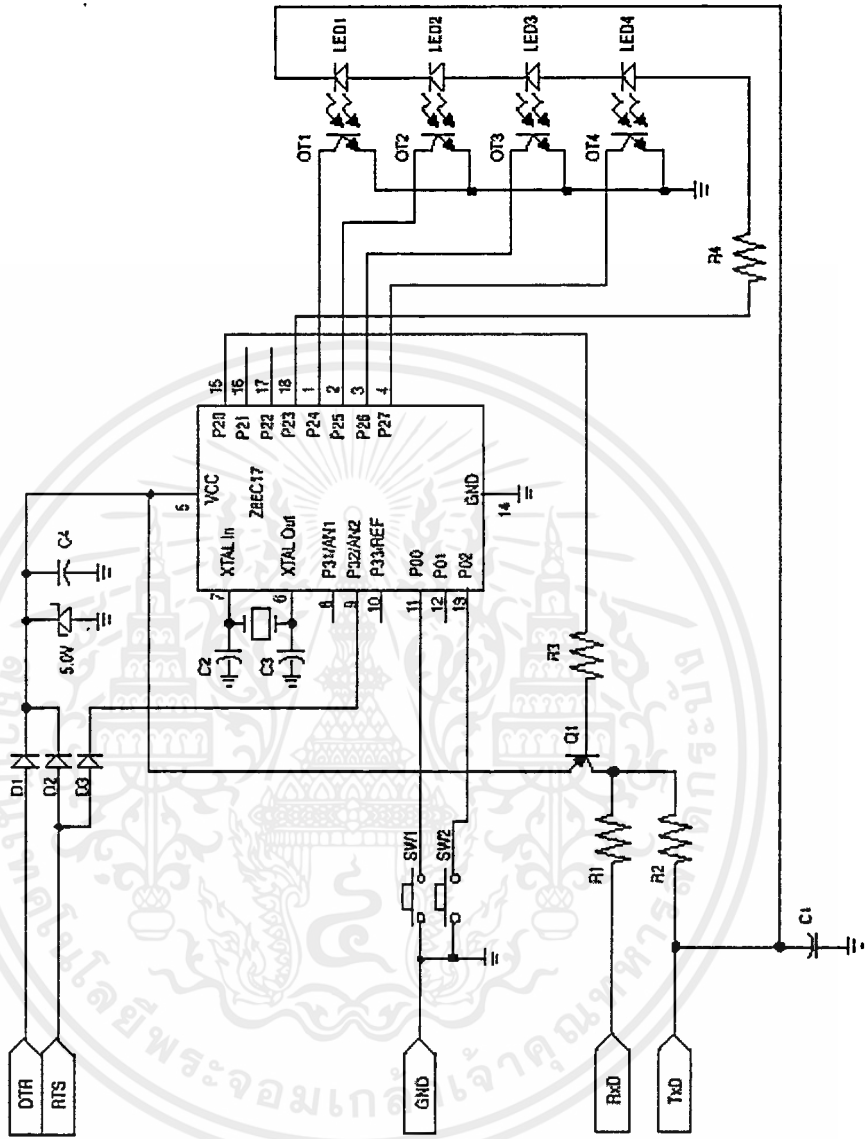 DTR
RTS
GND
RxD
TxD
D1
D2
D3
5.0V
C4
C2
C3
SW1
SW2
R1
R2
C1
Q1
R3
5
VCC
Z86C17
7
XTAL In
6
XTAL Out
8
P31/AN1
9
P32/AN2
10
P33/REF
11
P00
12
P01
13
P02
14
GND
P20
15
P21
16
P22
17
P23
18
P24
1
P25
2
P26
3
P27
4
OT1
OT2
OT3
OT4
LED1
LED2
LED3
LED4
R4